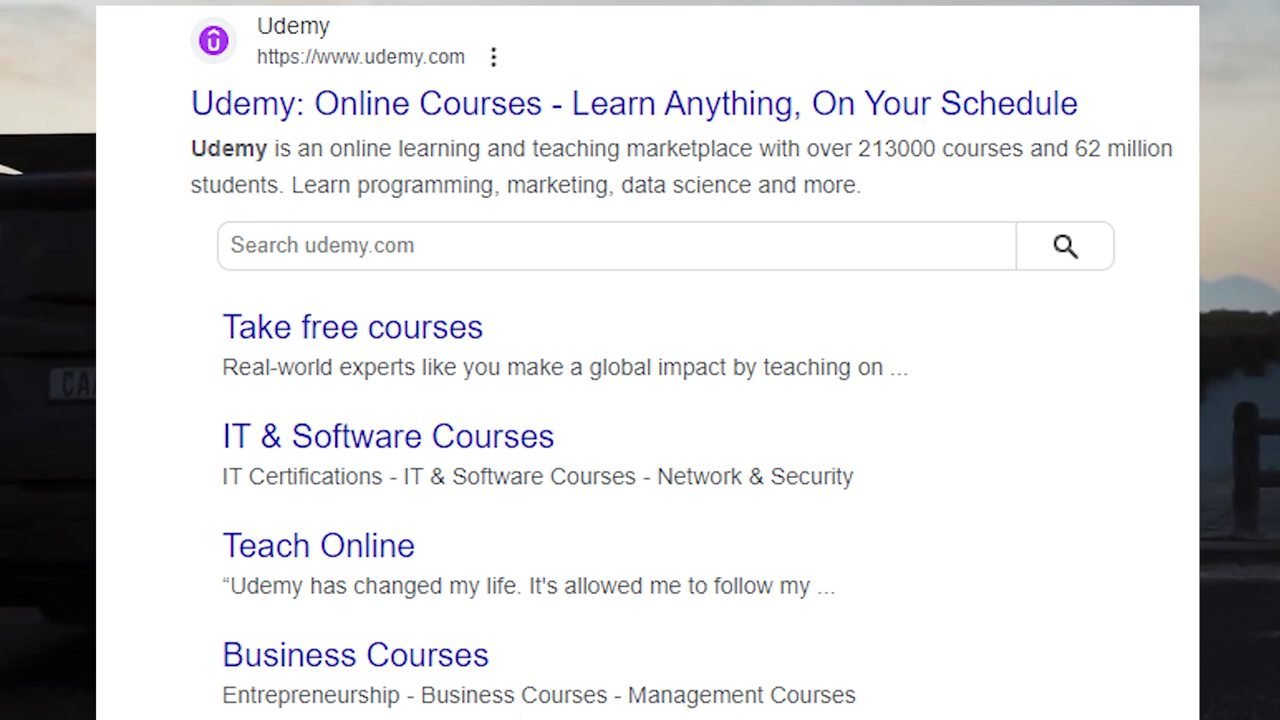 Udemy
https://www.udemy.com
Udemy: Online Courses - Learn Anything, On Your Schedule
Udemy is an online learning and teaching marketplace with over 213000 courses and 62 million
students. Learn programming, marketing, data science and more.
Search udemy.com
Take free courses
Real-world experts like you make a global impact by teaching on ...
IT & Software Courses
IT Certifications - IT & Software Courses - Network & Security
CA
Teach Online
“Udemy has changed my life. It's allowed me to follow my ...
Business Courses
Entrepreneurship - Business Courses - Management Courses